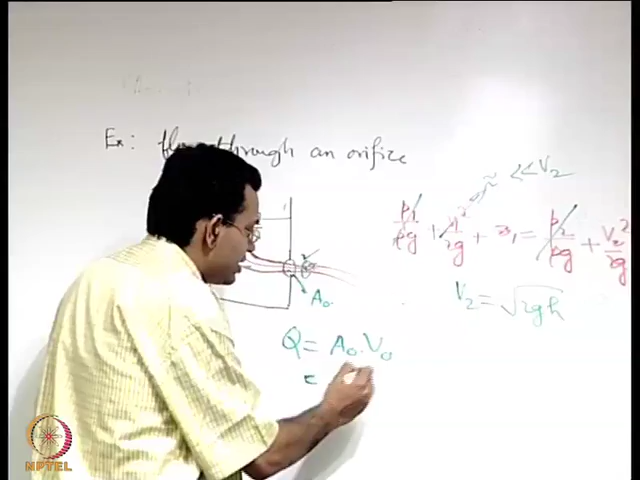 Ex: flow through an orifice
≈ << V₂
p₁/ρg + V₁²/2g + z₁ = p₂/ρg + V₂²/2g
V₂ = √2gh
A₀
Q = A₀.V₀
=
NPTEL